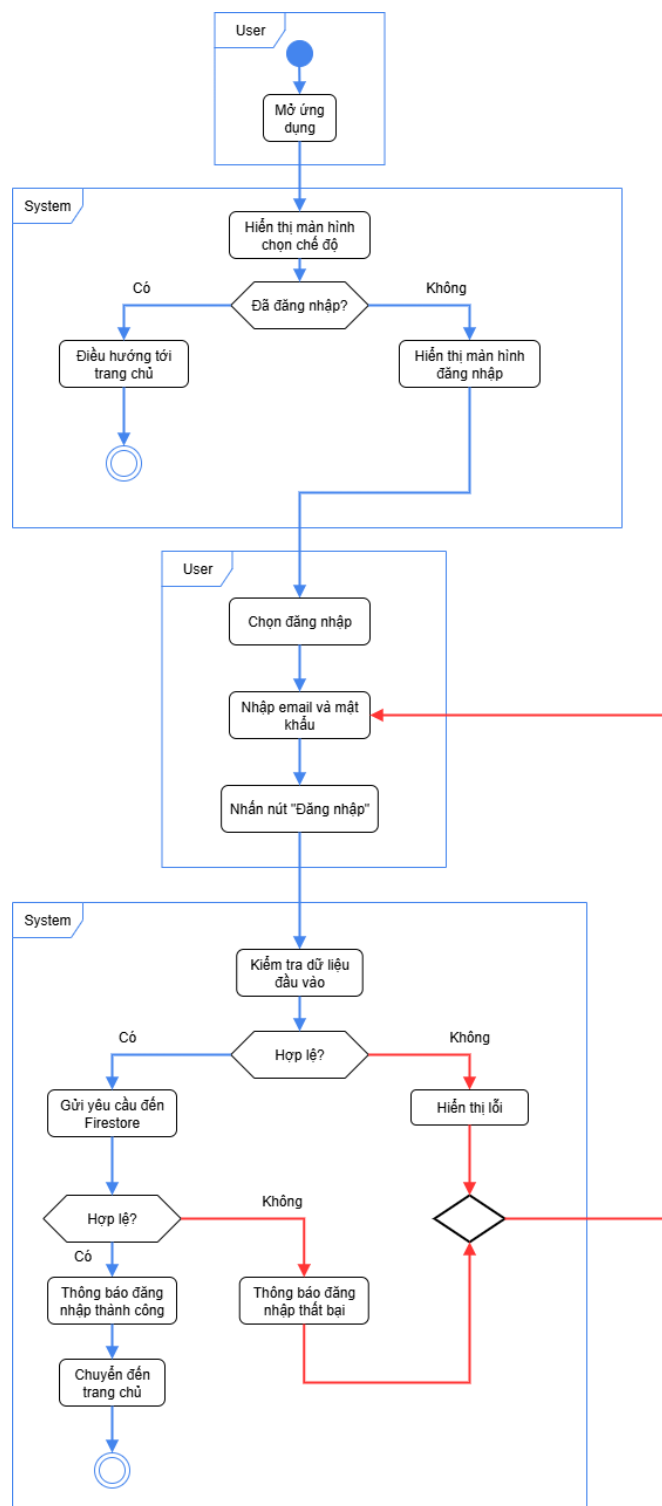 User
Mở ứng
dụng
System
Hiển thị màn hình
chọn chế độ
Có
Đã đăng nhập?
Không
Điều hướng tới
trang chủ
Hiển thị màn hình
đăng nhập
User
Chọn đăng nhập
Nhập email và mật
khẩu
Nhấn nút "Đăng nhập"
System
Kiểm tra dữ liệu
đầu vào
Có
Hợp lệ?
Không
Gửi yêu cầu đến
Firestore
Hiển thị lỗi
Hợp lệ?
Không
Có
Thông báo đăng
nhập thành công
Thông báo đăng
nhập thất bại
Chuyển đến
trang chủ